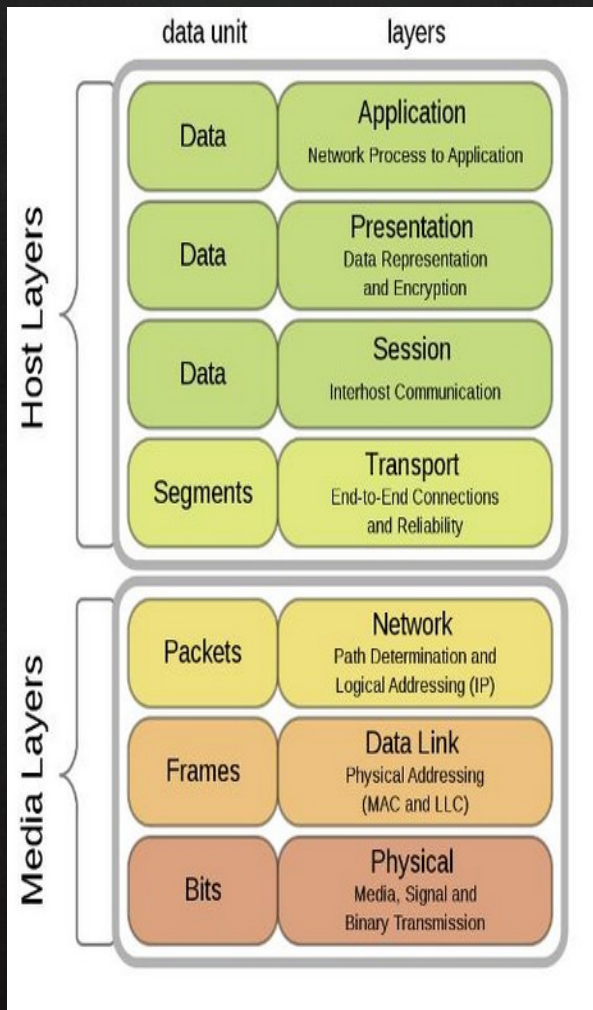 data unit layers
Host Layers
Data
Application
Network Process to Application
Data
Presentation
Data Representation
and Encryption
Data
Session
Interhost Communication
Segments
Transport
End-to-End Connections
and Reliability
Media Layers
Packets
Network
Path Determination and
Logical Addressing (IP)
Frames
Data Link
Physical Addressing
(MAC and LLC)
Bits
Physical
Media, Signal and
Binary Transmission